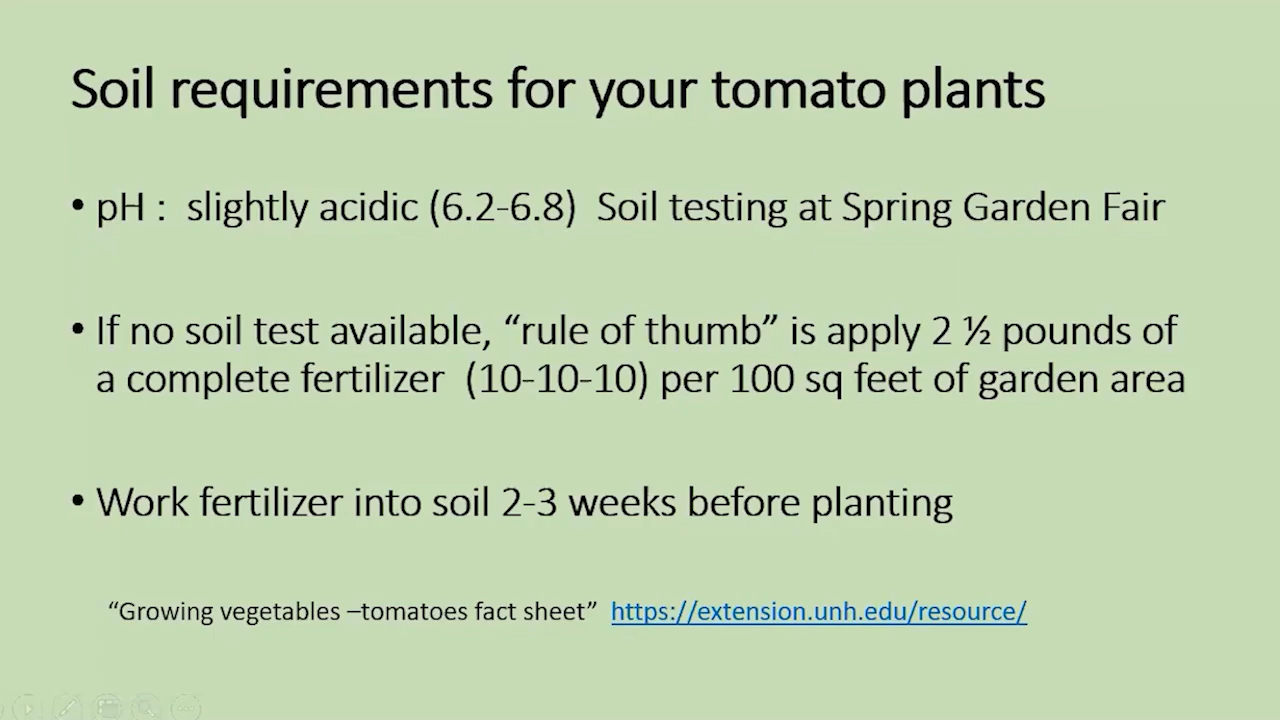 Soil requirements for your tomato plants
• pH :  slightly acidic (6.2-6.8)  Soil testing at Spring Garden Fair
• If no soil test available, “rule of thumb” is apply 2 ½ pounds of
a complete fertilizer  (10-10-10) per 100 sq feet of garden area
• Work fertilizer into soil 2-3 weeks before planting
“Growing vegetables –tomatoes fact sheet”  https://extension.unh.edu/resource/